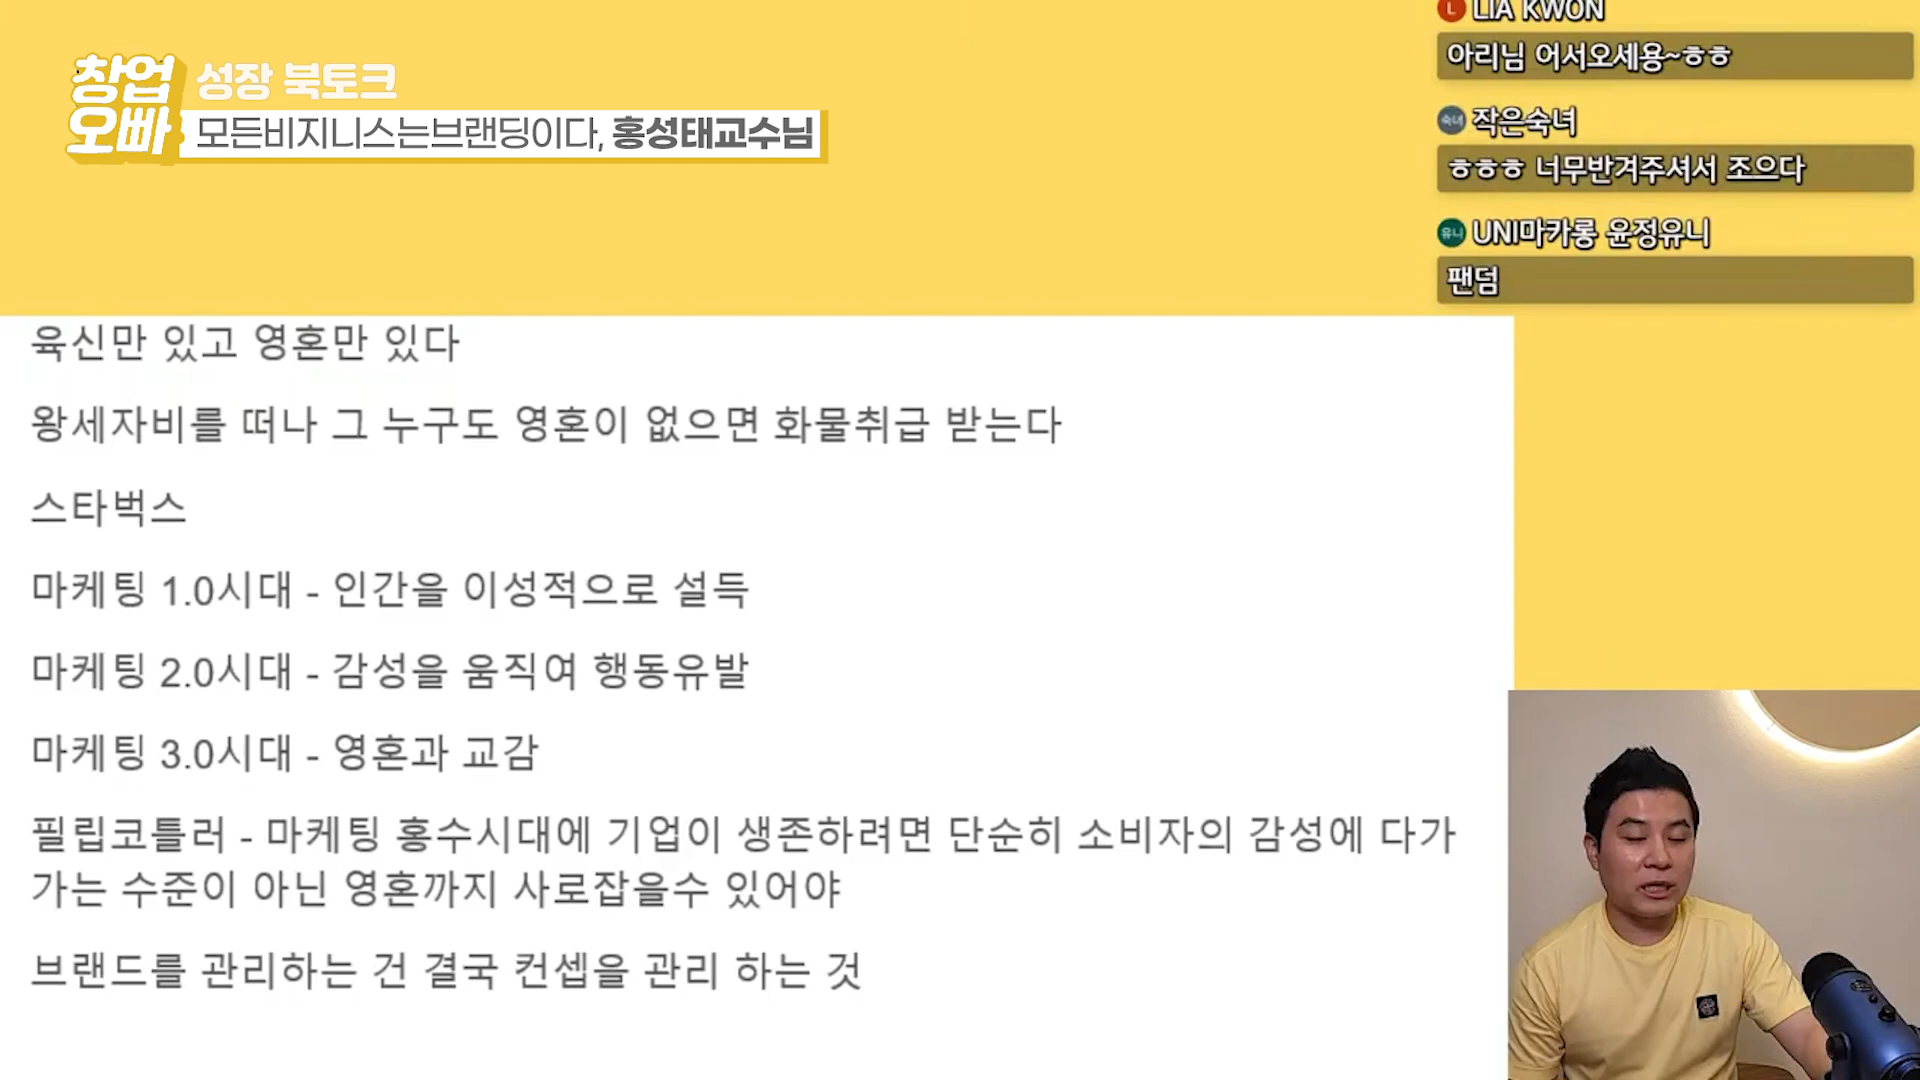 창업
오빠
성장 북토크
모든비지니스는브랜딩이다, 홍성태교수님
L LIA KWON
아리님 어서오세용~ㅎㅎ
숙녀 작은숙녀
ㅎㅎㅎ 너무반겨주셔서 조으다
유니 UNI마카롱 윤정유니
팬덤
육신만 있고 영혼만 있다
왕세자비를 떠나 그 누구도 영혼이 없으면 화물취급 받는다
스타벅스
마케팅 1.0시대 - 인간을 이성적으로 설득
마케팅 2.0시대 - 감성을 움직여 행동유발
마케팅 3.0시대 - 영혼과 교감
필립코틀러 - 마케팅 홍수시대에 기업이 생존하려면 단순히 소비자의 감성에 다가
가는 수준이 아닌 영혼까지 사로잡을수 있어야
브랜드를 관리하는 건 결국 컨셉을 관리 하는 것